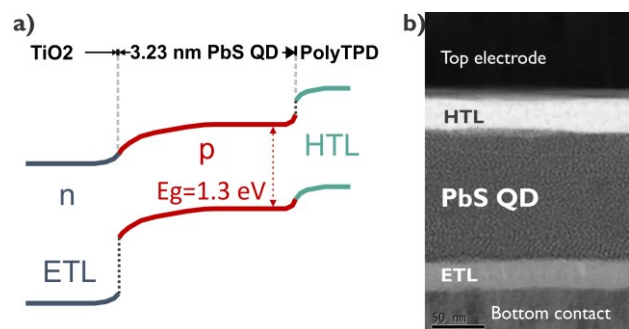 a)
TiO2 3.23 nm PbS QD PolyTPD
p
HTL
n
Eg=1.3 eV
ETL
b)
Top electrode
HTL
PbS QD
ETL
50 nm
Bottom contact